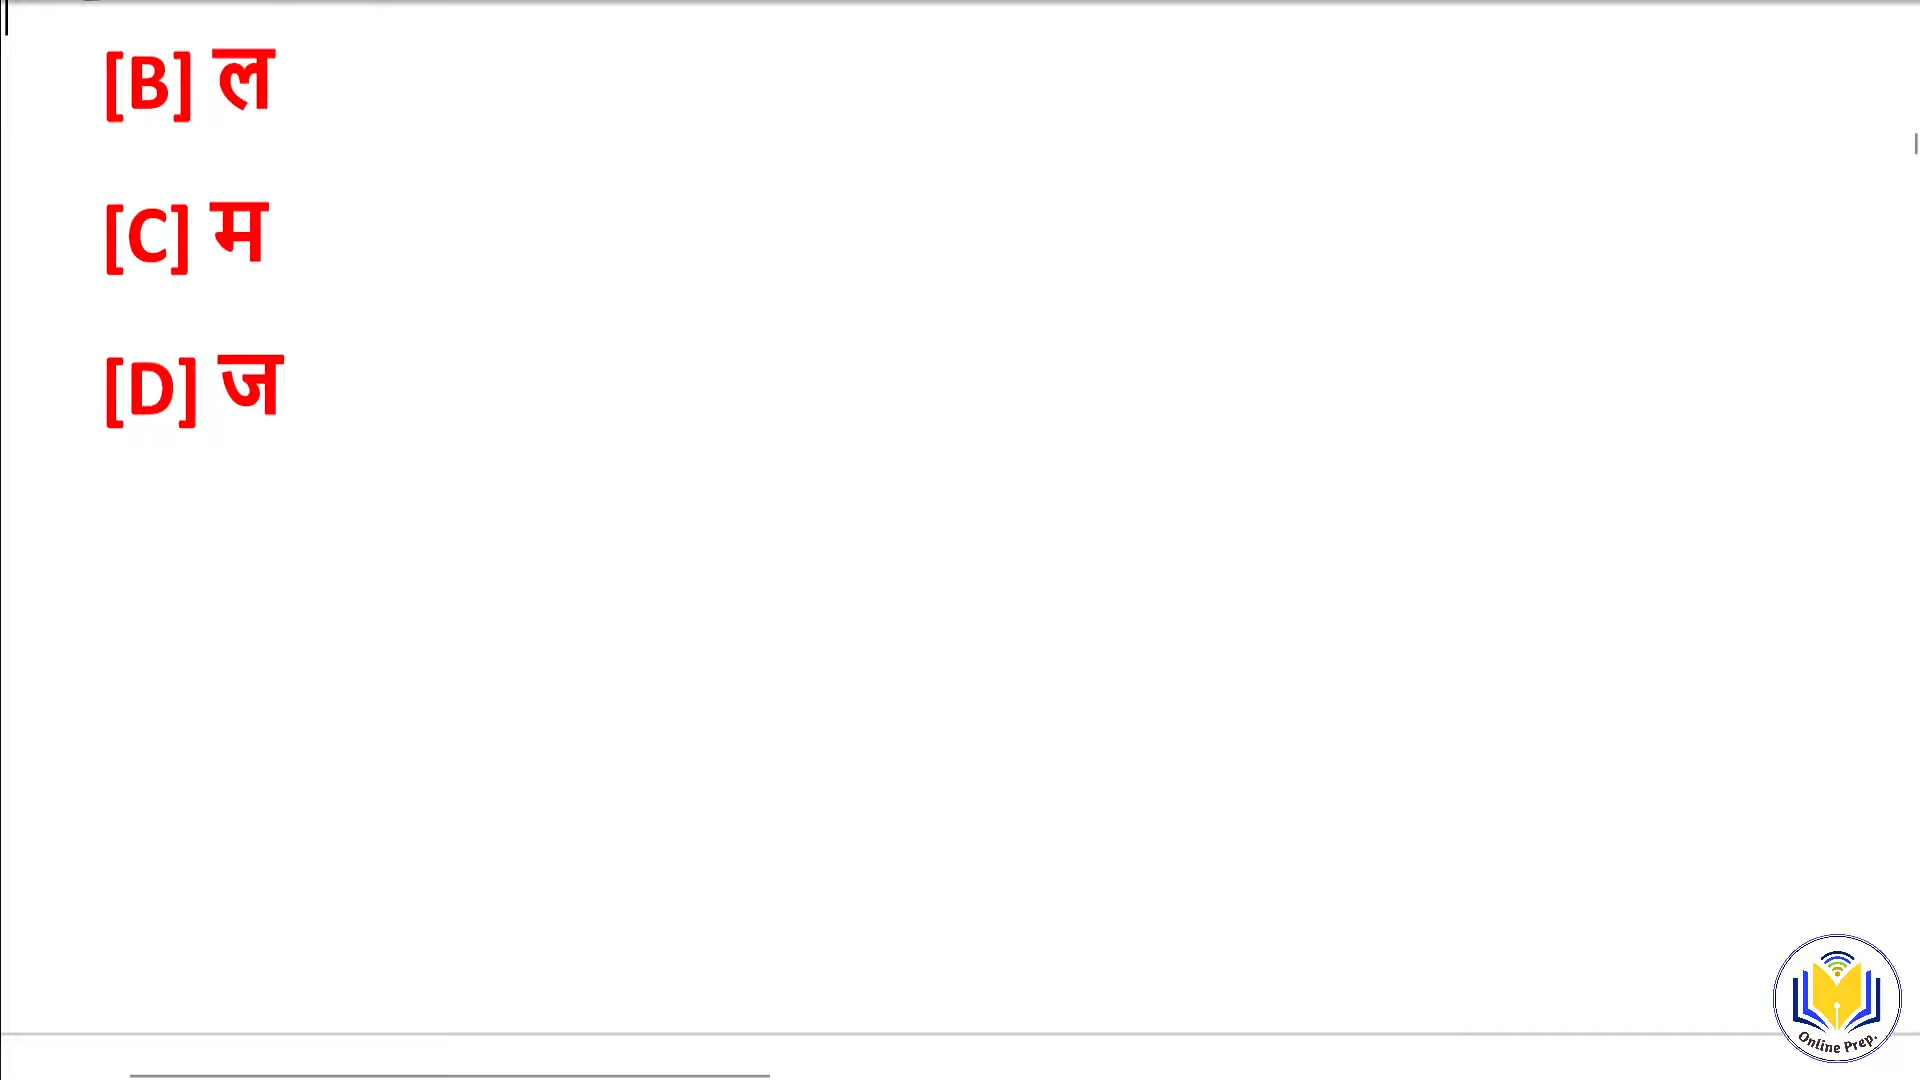 [B] ल
[C] म
[D] ज
Online Prep.